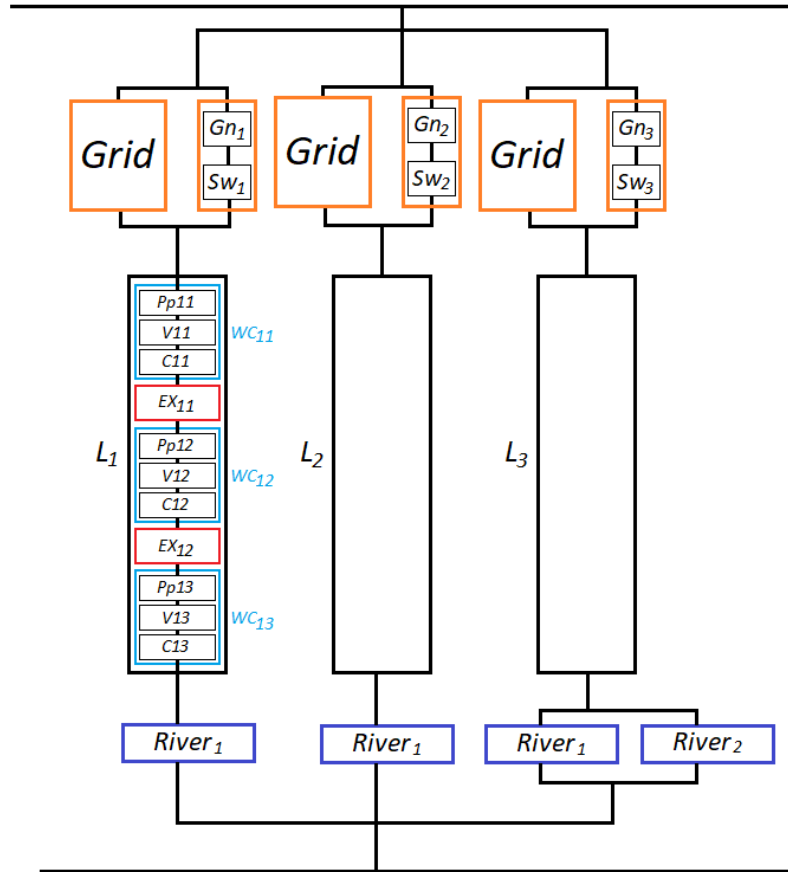 Grid
Gn1
Sw1
Grid
Gn2
Sw2
Grid
Gn3
Sw3
L1
Pp11
V11
C11
WC11
EX11
Pp12
V12
C12
WC12
EX12
Pp13
V13
C13
WC13
L2
L3
River1
River1
River1
River2